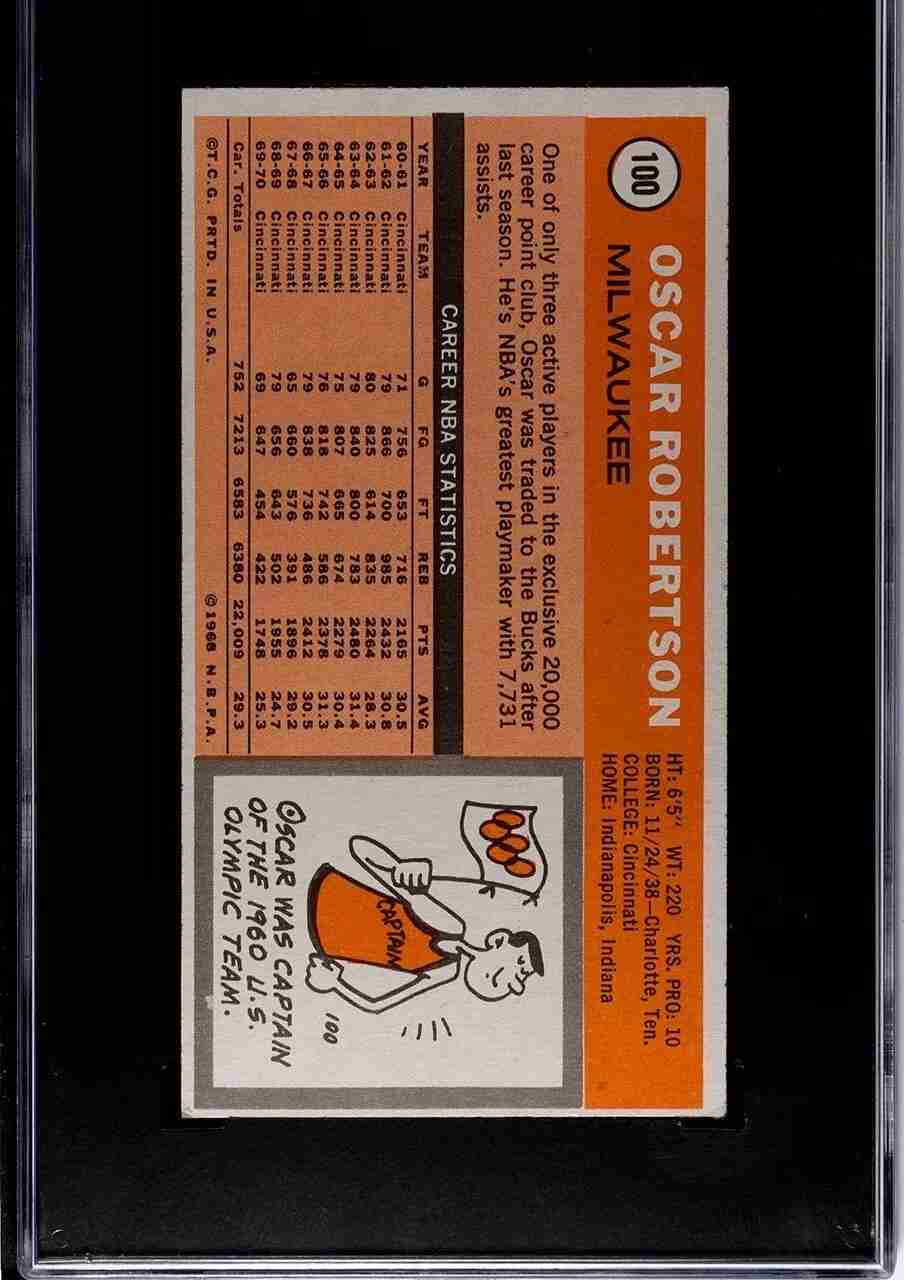 100
OSCAR ROBERTSON
MILWAUKEE
HT: 6'5" WT: 220 YRS. PRO: 10
BORN: 11/24/38—Charlotte, Ten.
COLLEGE: Cincinnati
HOME: Indianapolis, Indiana
One of only three active players in the exclusive 20,000
career point club, Oscar was traded to the Bucks after
last season. He's NBA's greatest playmaker with 7,731
assists.
CAREER NBA STATISTICS
YEAR TEAM G FG FT REB PTS AVG
60-61 Cincinnati 71 756 653 716 2165 30.5
61-62 Cincinnati 79 866 700 985 2432 30.8
62-63 Cincinnati 80 825 614 835 2264 28.3
63-64 Cincinnati 79 840 800 783 2480 31.4
64-65 Cincinnati 75 807 665 674 2279 30.4
65-66 Cincinnati 76 818 742 586 2378 31.3
66-67 Cincinnati 79 838 736 486 2412 30.5
67-68 Cincinnati 65 660 576 391 1896 29.2
68-69 Cincinnati 79 656 643 502 1955 24.7
69-70 Cincinnati 69 647 454 422 1748 25.3
Car. Totals 752 7213 6583 6380 22,009 29.3
©T.C.G. PRTD. IN U.S.A. ©1968 N.B.P.A.
CAPTAIN
100
OSCAR WAS CAPTAIN
OF THE 1960 U.S.
OLYMPIC TEAM.